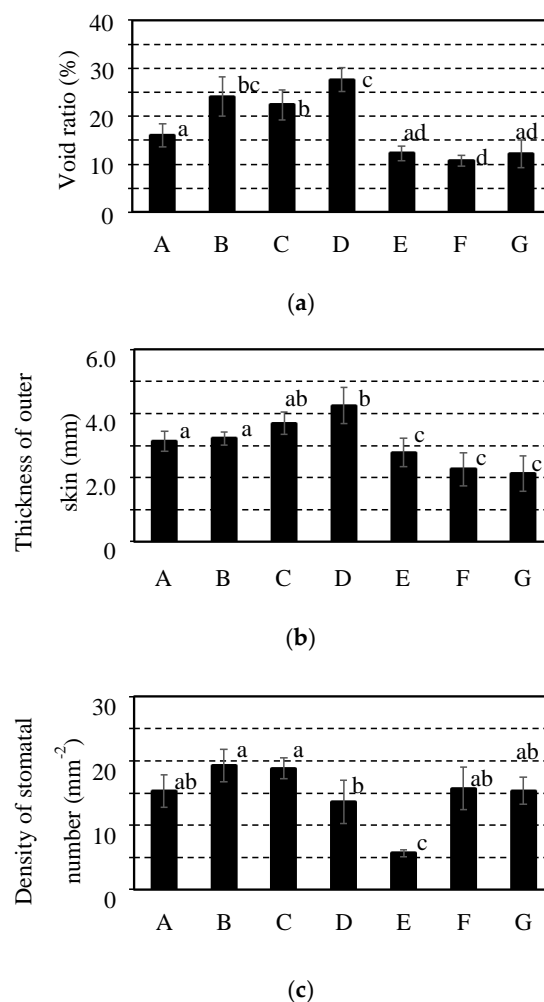 40
30
20
10
0
Void ratio (%)
a
bc
b
c
ad
d
ad
A B C D E F G
(a)
6.0
4.0
2.0
0
Thickness of outer
skin (mm)
a
a
ab
b
c
c
c
A B C D E F G
(b)
30
20
10
0
Density of stomatal
number (mm-2)
ab
a
a
b
c
ab
ab
A B C D E F G
(c)